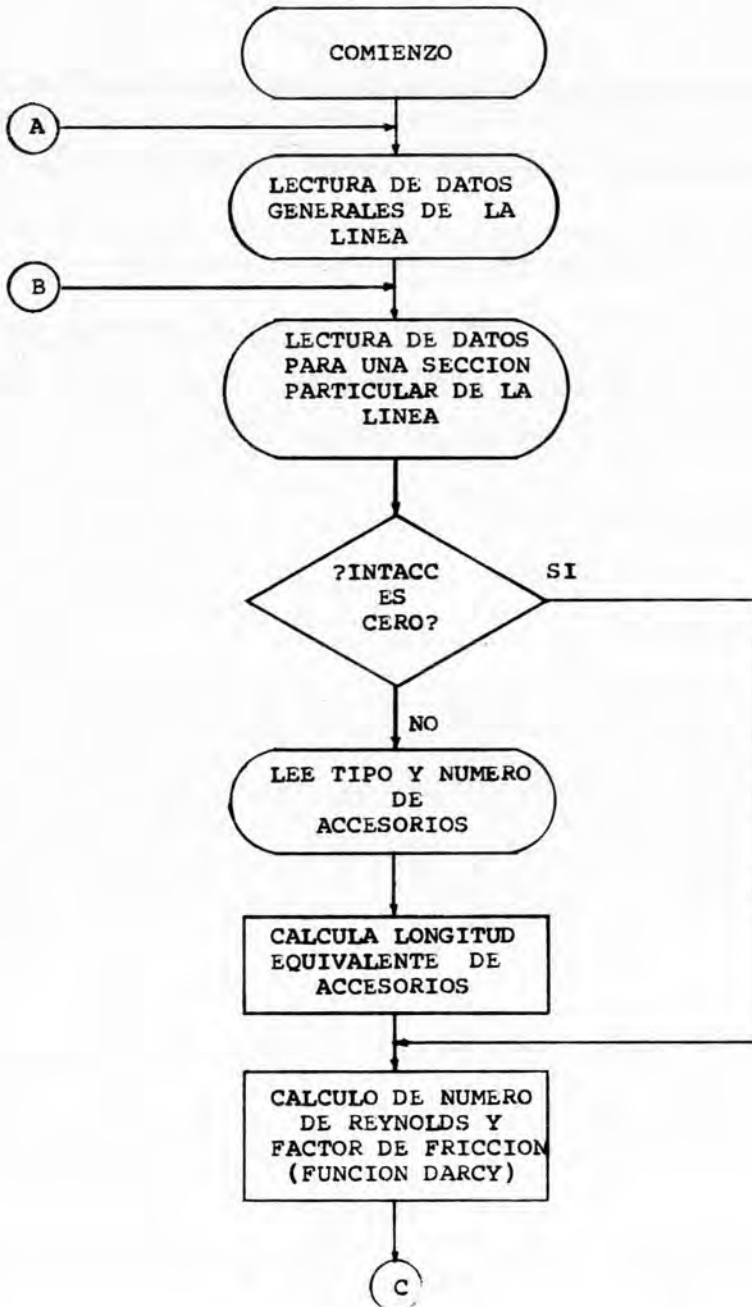 COMIENZO
A
LECTURA DE DATOS
GENERALES DE LA
LINEA
B
LECTURA DE DATOS
PARA UNA SECCION
PARTICULAR DE LA
LINEA
?INTACC
ES
CERO?
SI
NO
LEE TIPO Y NUMERO
DE
ACCESORIOS
CALCULA LONGITUD
EQUIVALENTE DE
ACCESORIOS
CALCULO DE NUMERO
DE REYNOLDS Y
FACTOR DE FRICCION
(FUNCION DARCY)
C